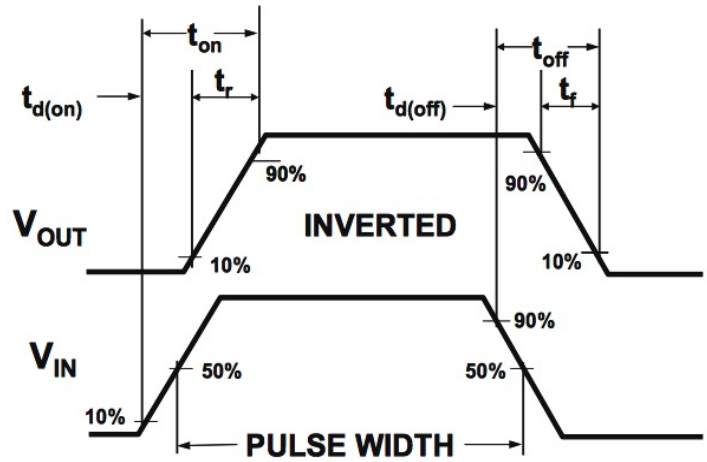 t_on t_off
t_d(on) t_r t_d(off) t_f
90% 90%
V_OUT INVERTED
10% 10%
90%
V_IN 50% 50%
10%
PULSE WIDTH